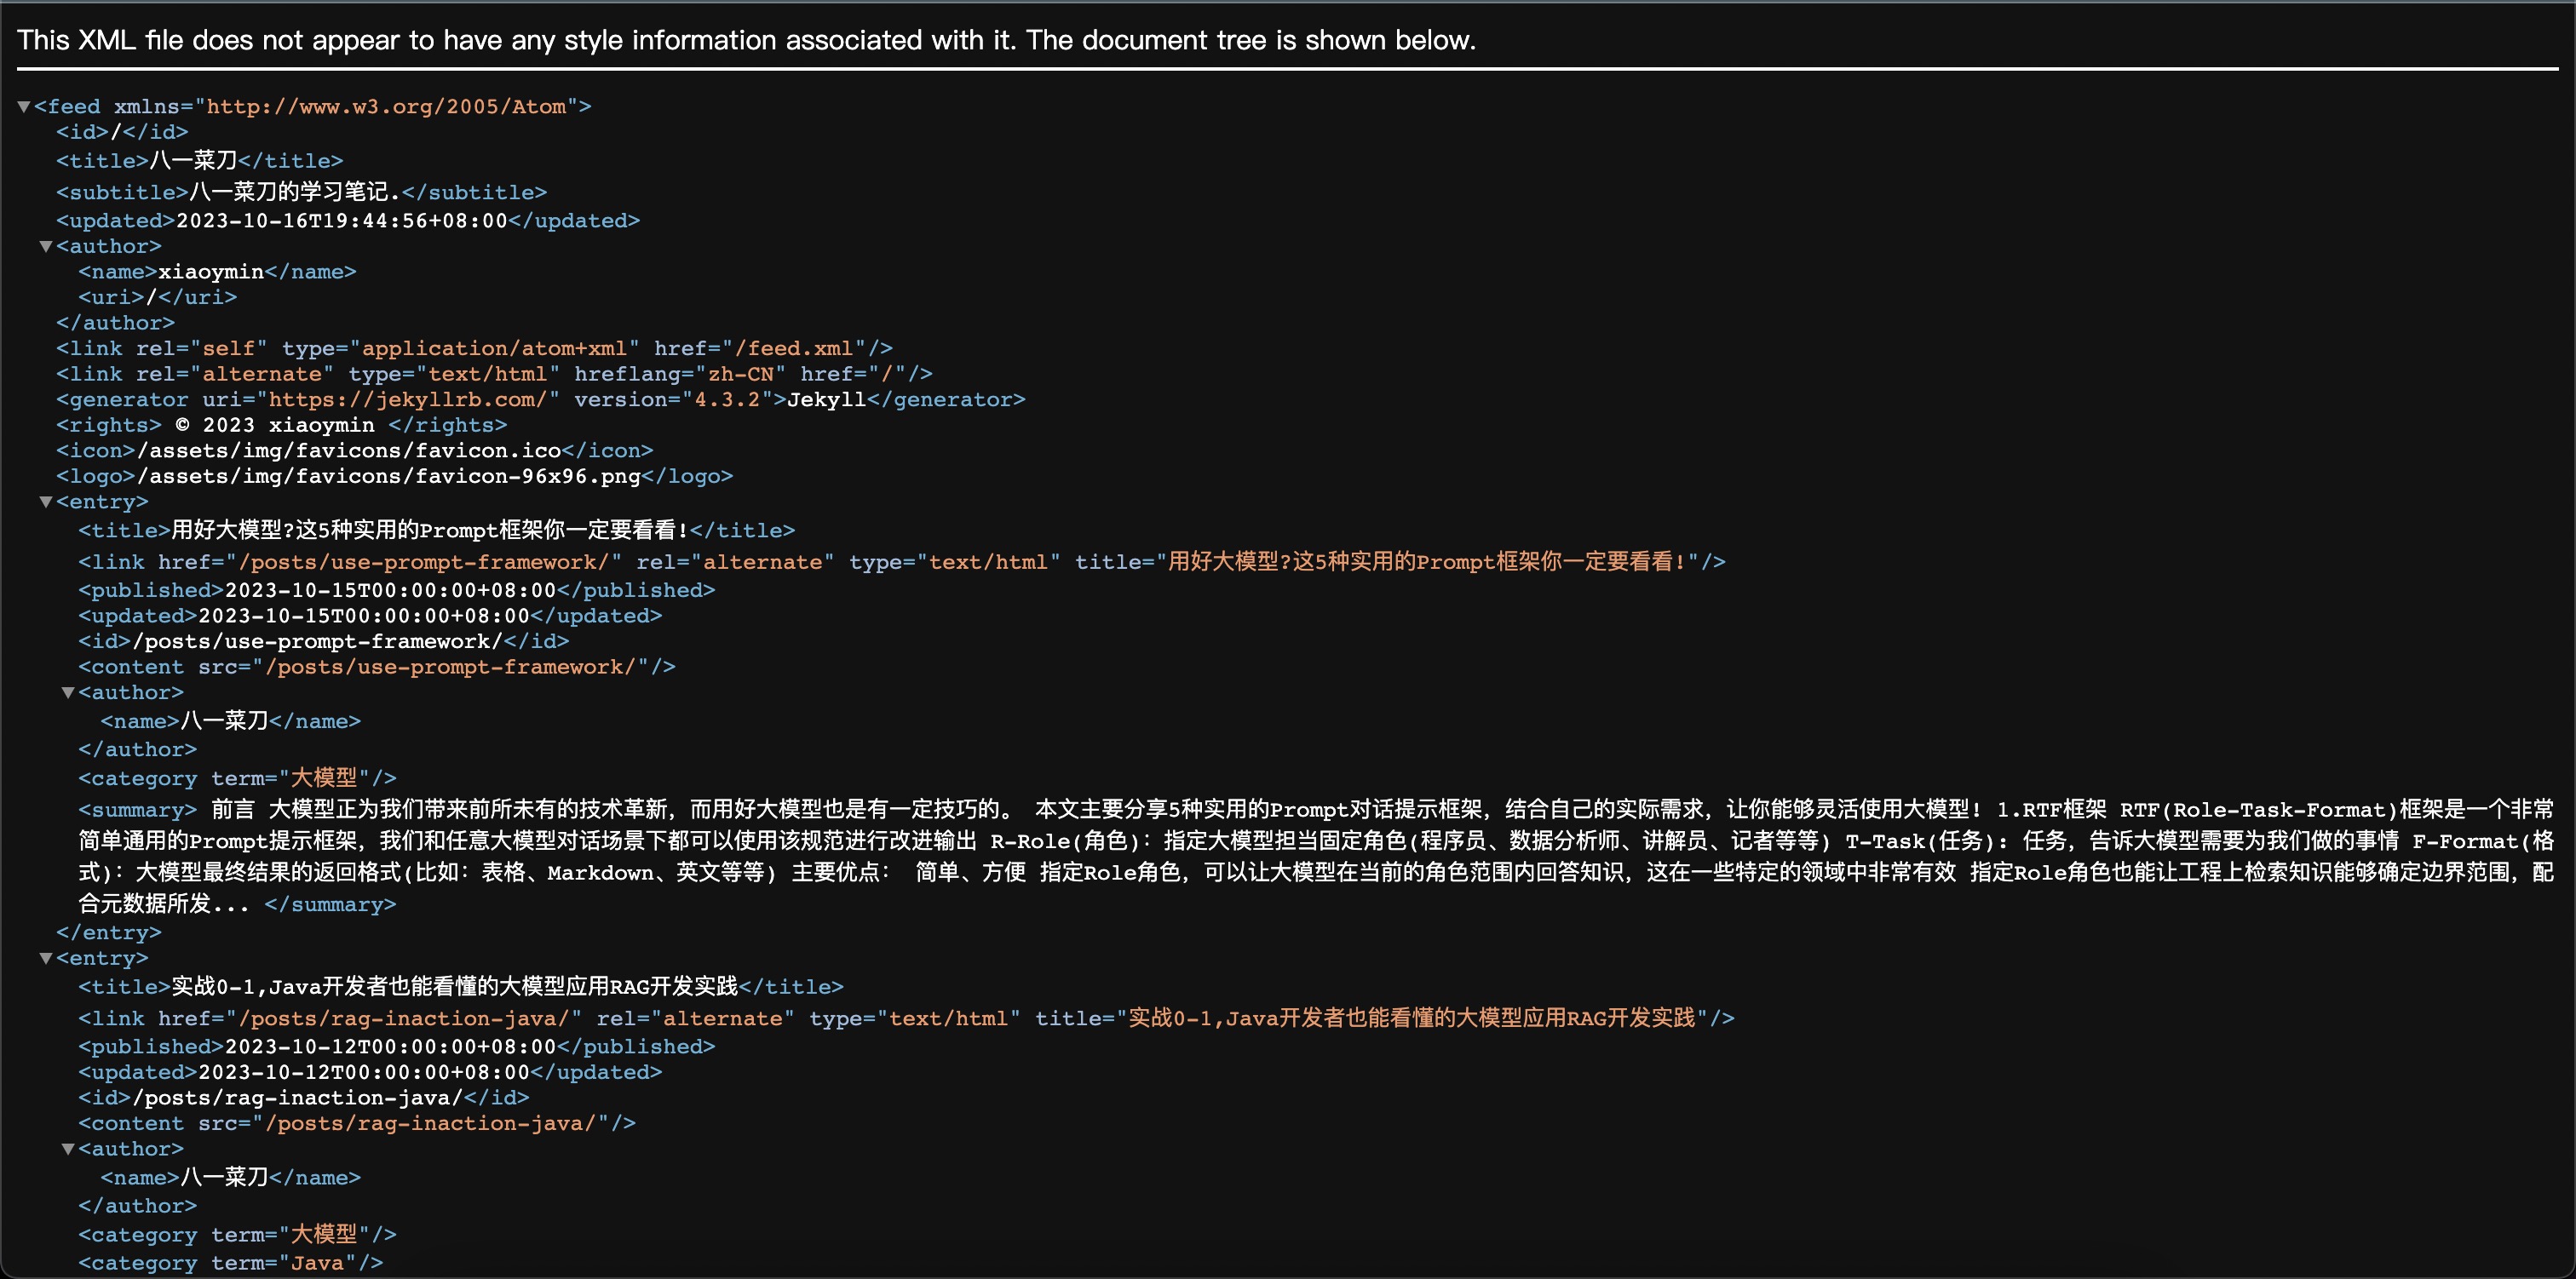 This XML file does not appear to have any style information associated with it. The document tree is shown below.
▼<feed xmlns="http://www.w3.org/2005/Atom">
<id>/</id>
<title>八一菜刀</title>
<subtitle>八一菜刀的学习笔记.</subtitle>
<updated>2023-10-16T19:44:56+08:00</updated>
▼<author>
<name>xiaoymin</name>
<uri>/</uri>
</author>
<link rel="self" type="application/atom+xml" href="/feed.xml"/>
<link rel="alternate" type="text/html" hreflang="zh-CN" href="/"/>
<generator uri="https://jekyllrb.com/" version="4.3.2">Jekyll</generator>
<rights> © 2023 xiaoymin </rights>
<icon>/assets/img/favicons/favicon.ico</icon>
<logo>/assets/img/favicons/favicon-96x96.png</logo>
▼<entry>
<title>用好大模型?这5种实用的Prompt框架你一定要看看!</title>
<link href="/posts/use-prompt-framework/" rel="alternate" type="text/html" title="用好大模型?这5种实用的Prompt框架你一定要看看!"/>
<published>2023-10-15T00:00:00+08:00</published>
<updated>2023-10-15T00:00:00+08:00</updated>
<id>/posts/use-prompt-framework/</id>
<content src="/posts/use-prompt-framework/"/>
▼<author>
<name>八一菜刀</name>
</author>
<category term="大模型"/>
<summary> 前言 大模型正为我们带来前所未有的技术革新，而用好大模型也是有一定技巧的。 本文主要分享5种实用的Prompt对话提示框架，结合自己的实际需求，让你能够灵活使用大模型! 1.RTF框架 RTF(Role-Task-Format)框架是一个非常
简单通用的Prompt提示框架，我们和任意大模型对话场景下都可以使用该规范进行改进输出 R-Role(角色)：指定大模型担当固定角色(程序员、数据分析师、讲解员、记者等等) T-Task(任务): 任务，告诉大模型需要为我们做的事情 F-Format(格
式)：大模型最终结果的返回格式(比如：表格、Markdown、英文等等) 主要优点： 简单、方便 指定Role角色，可以让大模型在当前的角色范围内回答知识，这在一些特定的领域中非常有效 指定Role角色也能让工程上检索知识能够确定边界范围，配
合元数据所发... </summary>
</entry>
▼<entry>
<title>实战0-1,Java开发者也能看懂的大模型应用RAG开发实践</title>
<link href="/posts/rag-inaction-java/" rel="alternate" type="text/html" title="实战0-1,Java开发者也能看懂的大模型应用RAG开发实践"/>
<published>2023-10-12T00:00:00+08:00</published>
<updated>2023-10-12T00:00:00+08:00</updated>
<id>/posts/rag-inaction-java/</id>
<content src="/posts/rag-inaction-java/"/>
▼<author>
<name>八一菜刀</name>
</author>
<category term="大模型"/>
<category term="Java"/>